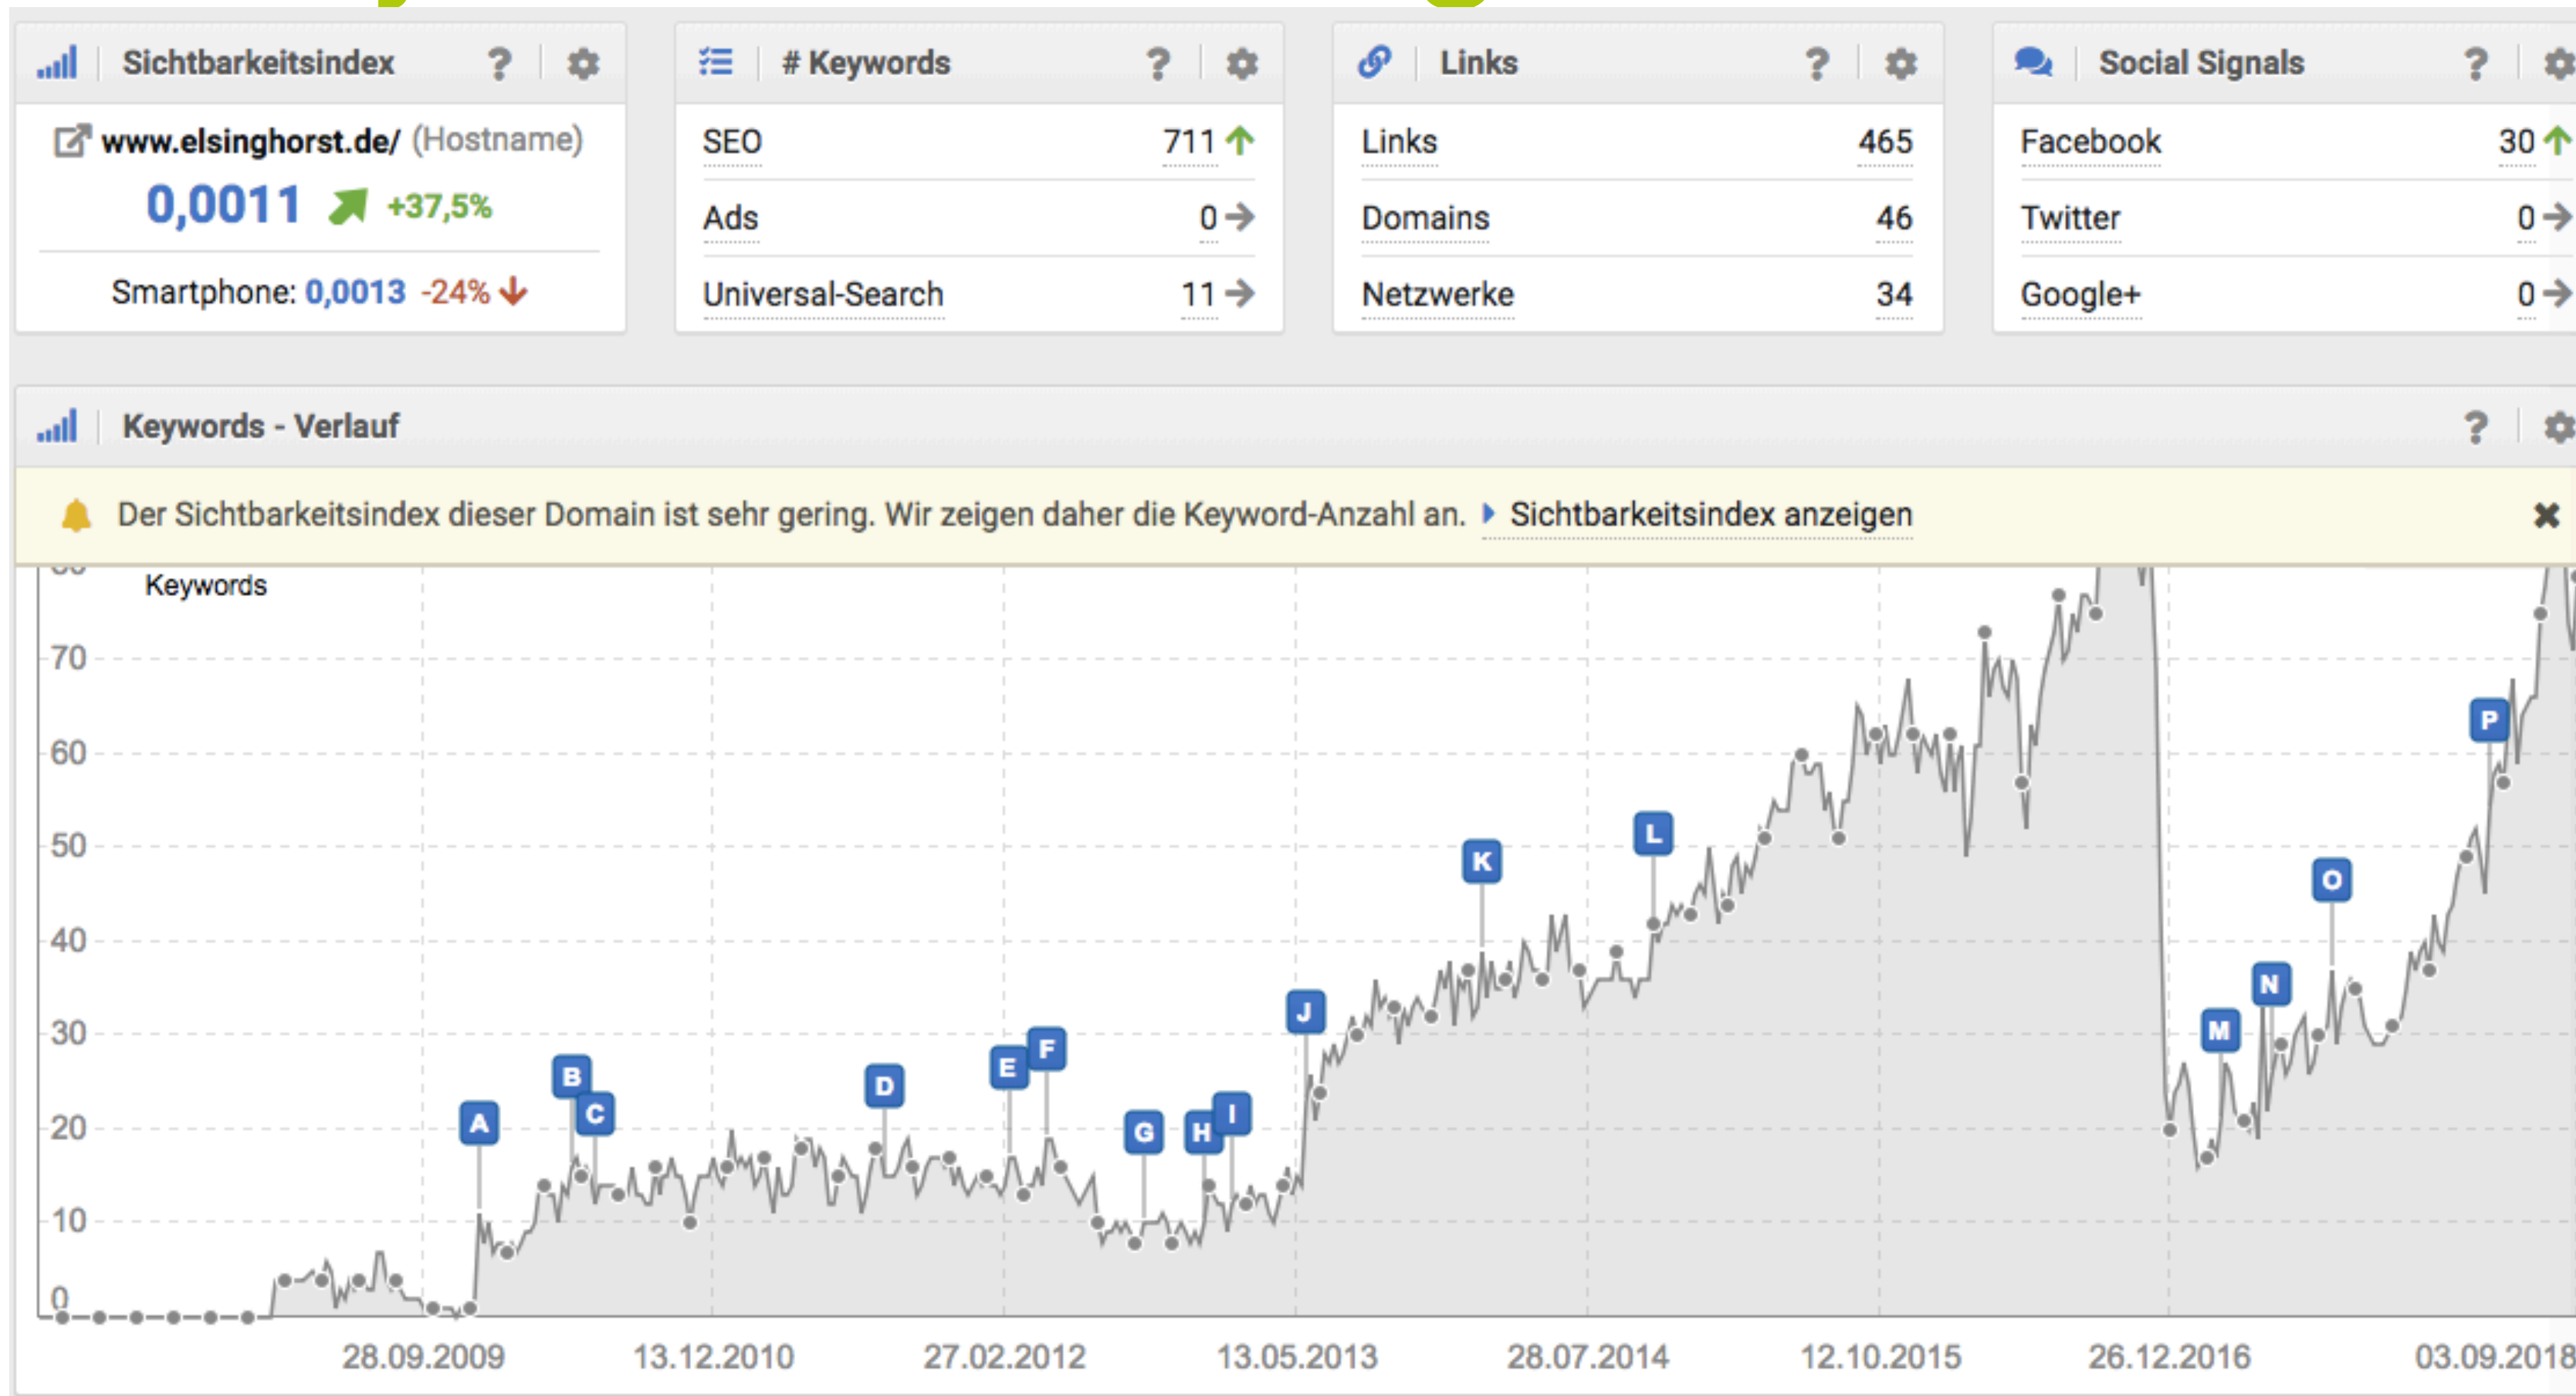 Sichtbarkeitsindex ?
www.elsinghorst.de/ (Hostname)
0,0011 +37,5%
Smartphone: 0,0013 -24%
# Keywords ?
SEO 711
Ads 0
Universal-Search 11
Links ?
Links 465
Domains 46
Netzwerke 34
Social Signals ?
Facebook 30
Twitter 0
Google+ 0
Keywords - Verlauf ?
Der Sichtbarkeitsindex dieser Domain ist sehr gering. Wir zeigen daher die Keyword-Anzahl an. Sichtbarkeitsindex anzeigen
Keywords
70
60
50
40
30
20
10
0
A
B
C
D
E
F
G
H
I
J
K
L
M
N
O
P
28.09.2009 13.12.2010 27.02.2012 13.05.2013 28.07.2014 12.10.2015 26.12.2016 03.09.2018